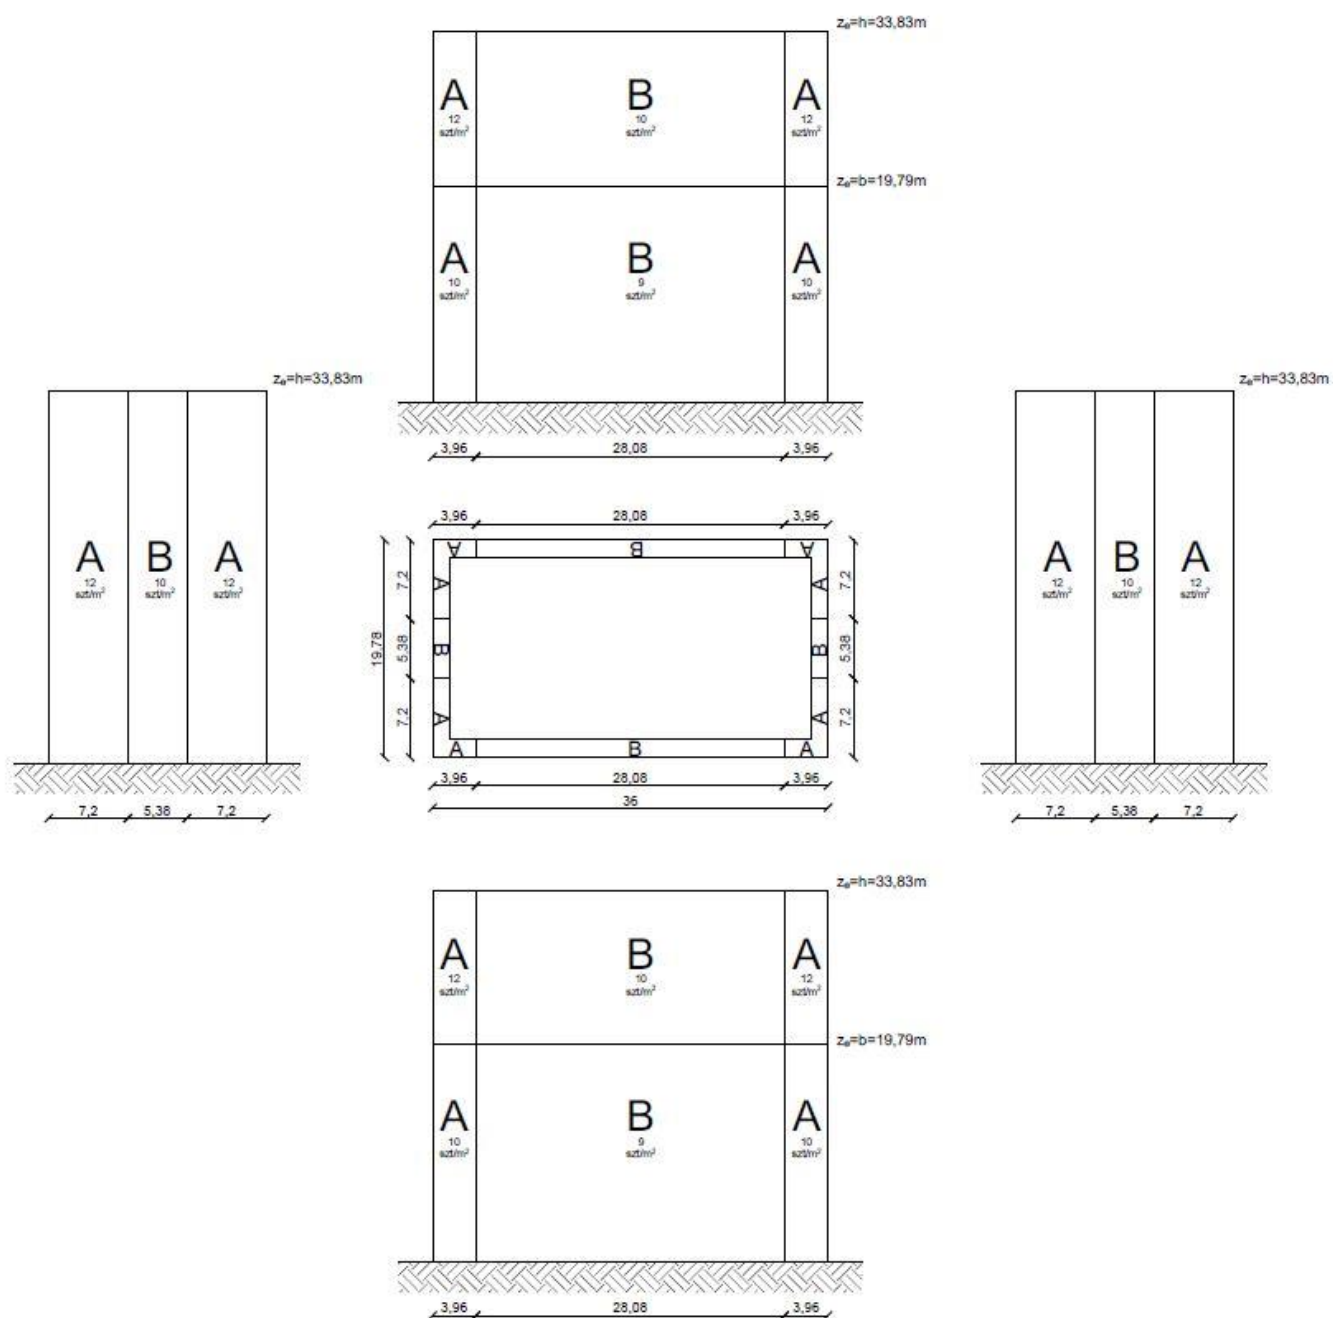 zₑ=h=33,83m
A
12
szt/m²
B
10
szt/m²
A
12
szt/m²
zₑ=b=19,79m
A
10
szt/m²
B
9
szt/m²
A
10
szt/m²
3,96 28,08 3,96
zₑ=h=33,83m
A
12
szt/m²
B
10
szt/m²
A
12
szt/m²
7,2 5,38 7,2
3,96 28,08 3,96
A B A
A A
B B
A A
A B A
19,78
7,2
5,38
7,2
7,2
5,38
7,2
3,96 28,08 3,96
36
zₑ=h=33,83m
A
12
szt/m²
B
10
szt/m²
A
12
szt/m²
7,2 5,38 7,2
zₑ=h=33,83m
A
12
szt/m²
B
10
szt/m²
A
12
szt/m²
zₑ=b=19,79m
A
10
szt/m²
B
9
szt/m²
A
10
szt/m²
3,96 28,08 3,96